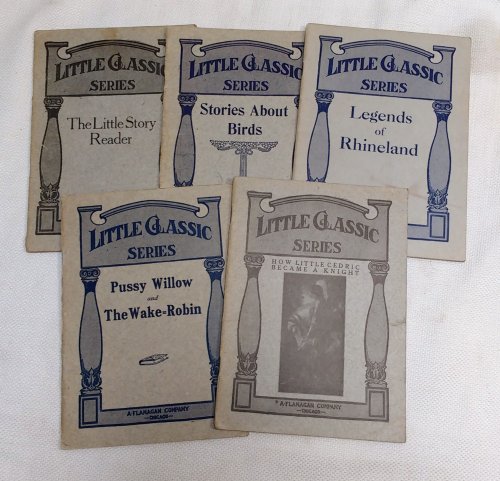 LITTLE CLASSIC
SERIES
The Little Story
Reader
LITTLE CLASSIC
SERIES
Stories About
Birds
LITTLE CLASSIC
SERIES
Legends
of
Rhineland
LITTLE CLASSIC
SERIES
Pussy Willow
and
The Wake-Robin
A·FLANAGAN COMPANY
—CHICAGO—
LITTLE CLASSIC
SERIES
HOW LITTLE CEDRIC
BECAME A KNIGHT
A·FLANAGAN COMPANY
—CHICAGO—